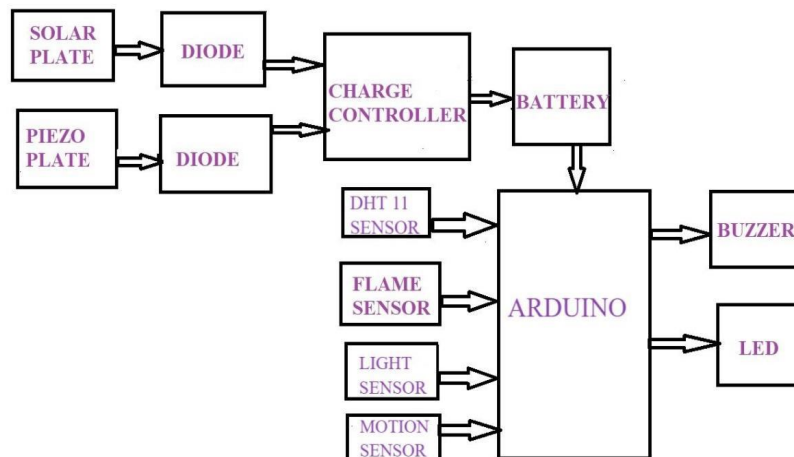 SOLAR
PLATE
DIODE
CHARGE
CONTROLLER
BATTERY
PIEZO
PLATE
DIODE
DHT 11
SENSOR
FLAME
SENSOR
LIGHT
SENSOR
MOTION
SENSOR
ARDUINO
BUZZER
LED